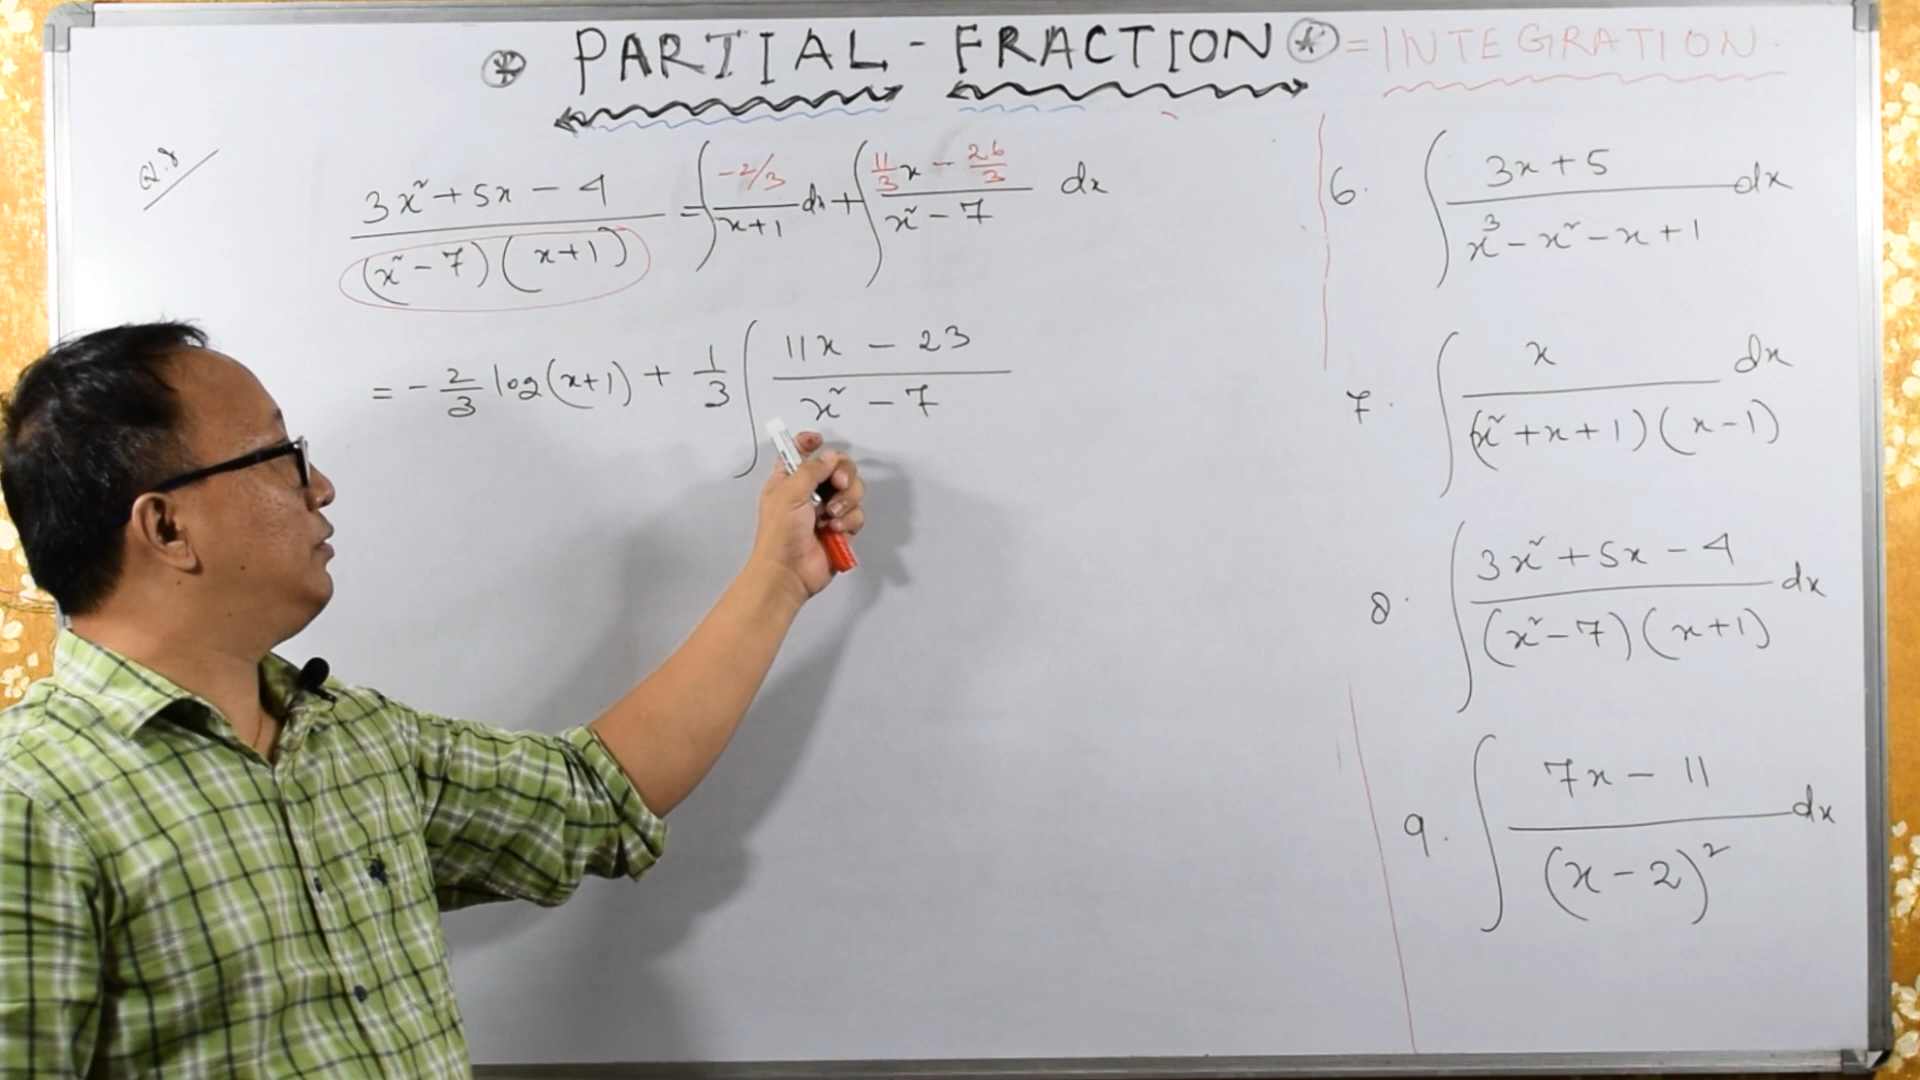 * PARTIAL - FRACTION * = INTEGRATION.
Q.8
3x² + 5x - 4 / (x² - 7)(x + 1) = ∫ -2/3 / x+1 dx + ∫ 11/3 x - 26/3 / x² - 7 dx
= - 2/3 log(x+1) + 1/3 ∫ 11x - 23 / x² - 7
6. ∫ 3x + 5 / x³ - x² - x + 1 dx
7. ∫ x / (x² + x + 1)(x - 1) dx
8. ∫ 3x² + 5x - 4 / (x² - 7)(x + 1) dx
9. ∫ 7x - 11 / (x - 2)² dx